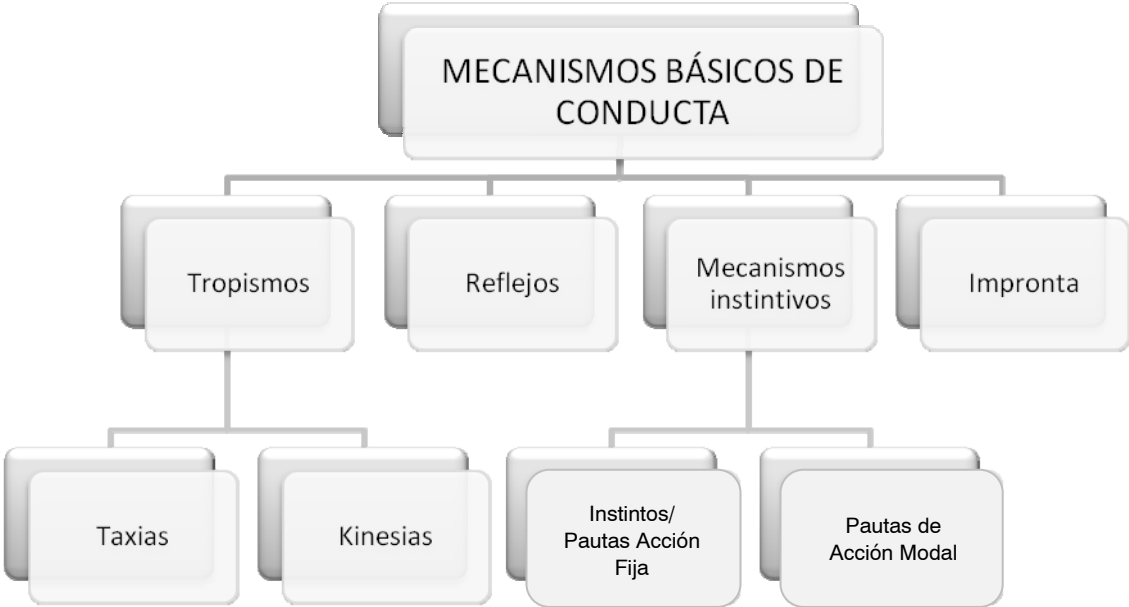 MECANISMOS BÁSICOS DE
CONDUCTA
Tropismos
Reflejos
Mecanismos
instintivos
Impronta
Taxias
Kinesias
Instintos/
Pautas Acción
Fija
Pautas de
Acción Modal